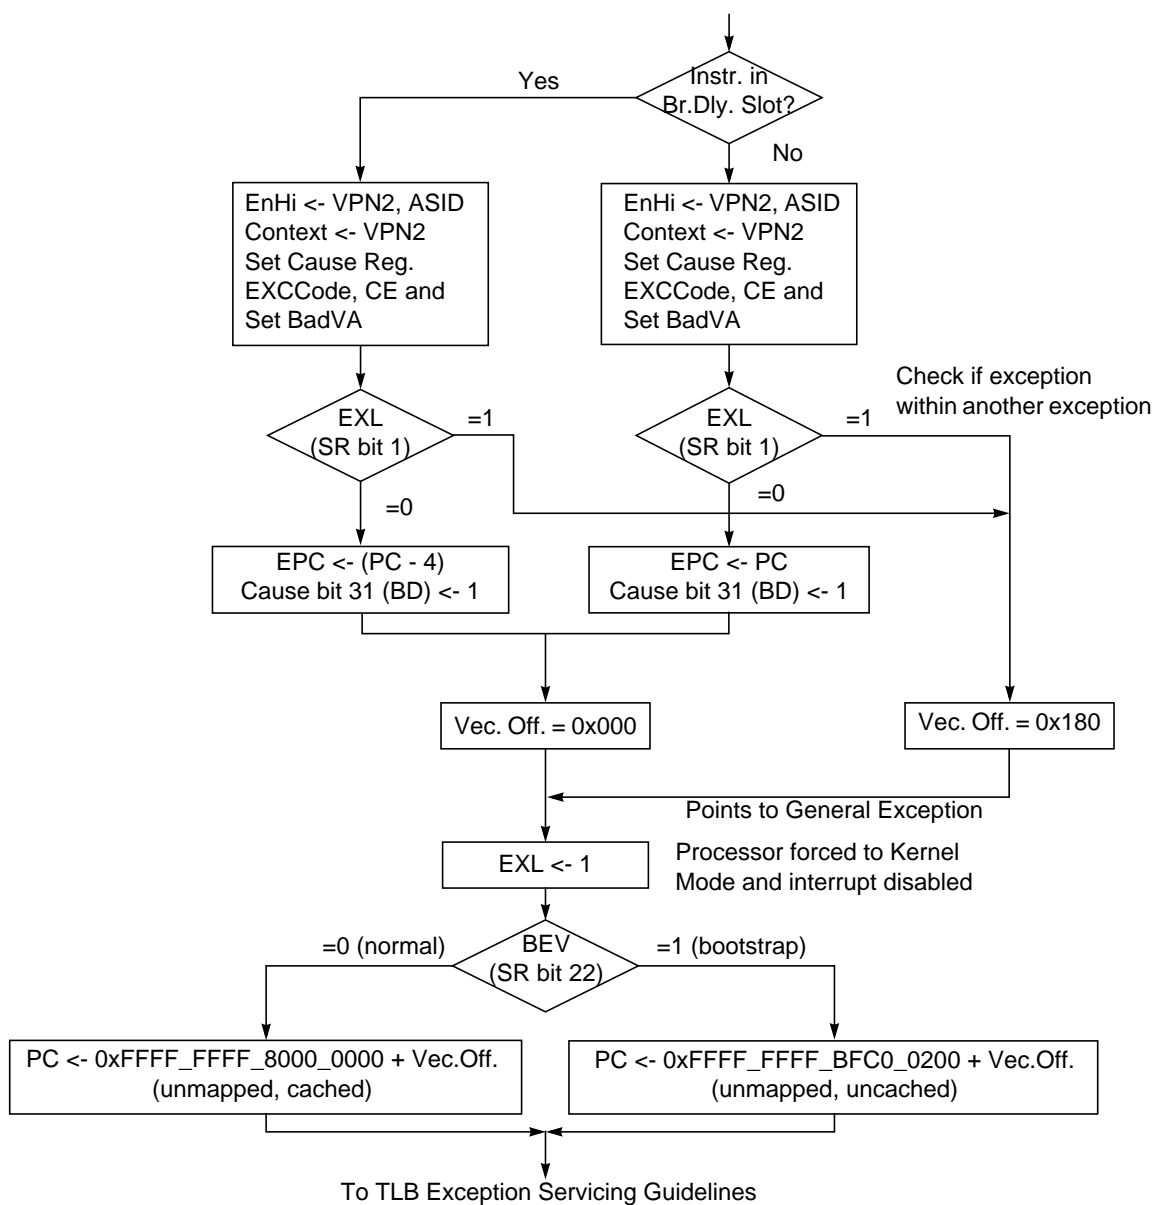 Instr. in
Br.Dly. Slot?
Yes
No
EnHi <- VPN2, ASID
Context <- VPN2
Set Cause Reg.
EXCCode, CE and
Set BadVA
EnHi <- VPN2, ASID
Context <- VPN2
Set Cause Reg.
EXCCode, CE and
Set BadVA
Check if exception
within another exception
EXL
(SR bit 1)
=1
=0
EXL
(SR bit 1)
=1
=0
EPC <- (PC - 4)
Cause bit 31 (BD) <- 1
EPC <- PC
Cause bit 31 (BD) <- 1
Vec. Off. = 0x000
Vec. Off. = 0x180
Points to General Exception
EXL <- 1
Processor forced to Kernel
Mode and interrupt disabled
=0 (normal)
BEV
(SR bit 22)
=1 (bootstrap)
PC <- 0xFFFF_FFFF_8000_0000 + Vec.Off.
(unmapped, cached)
PC <- 0xFFFF_FFFF_BFC0_0200 + Vec.Off.
(unmapped, uncached)
To TLB Exception Servicing Guidelines